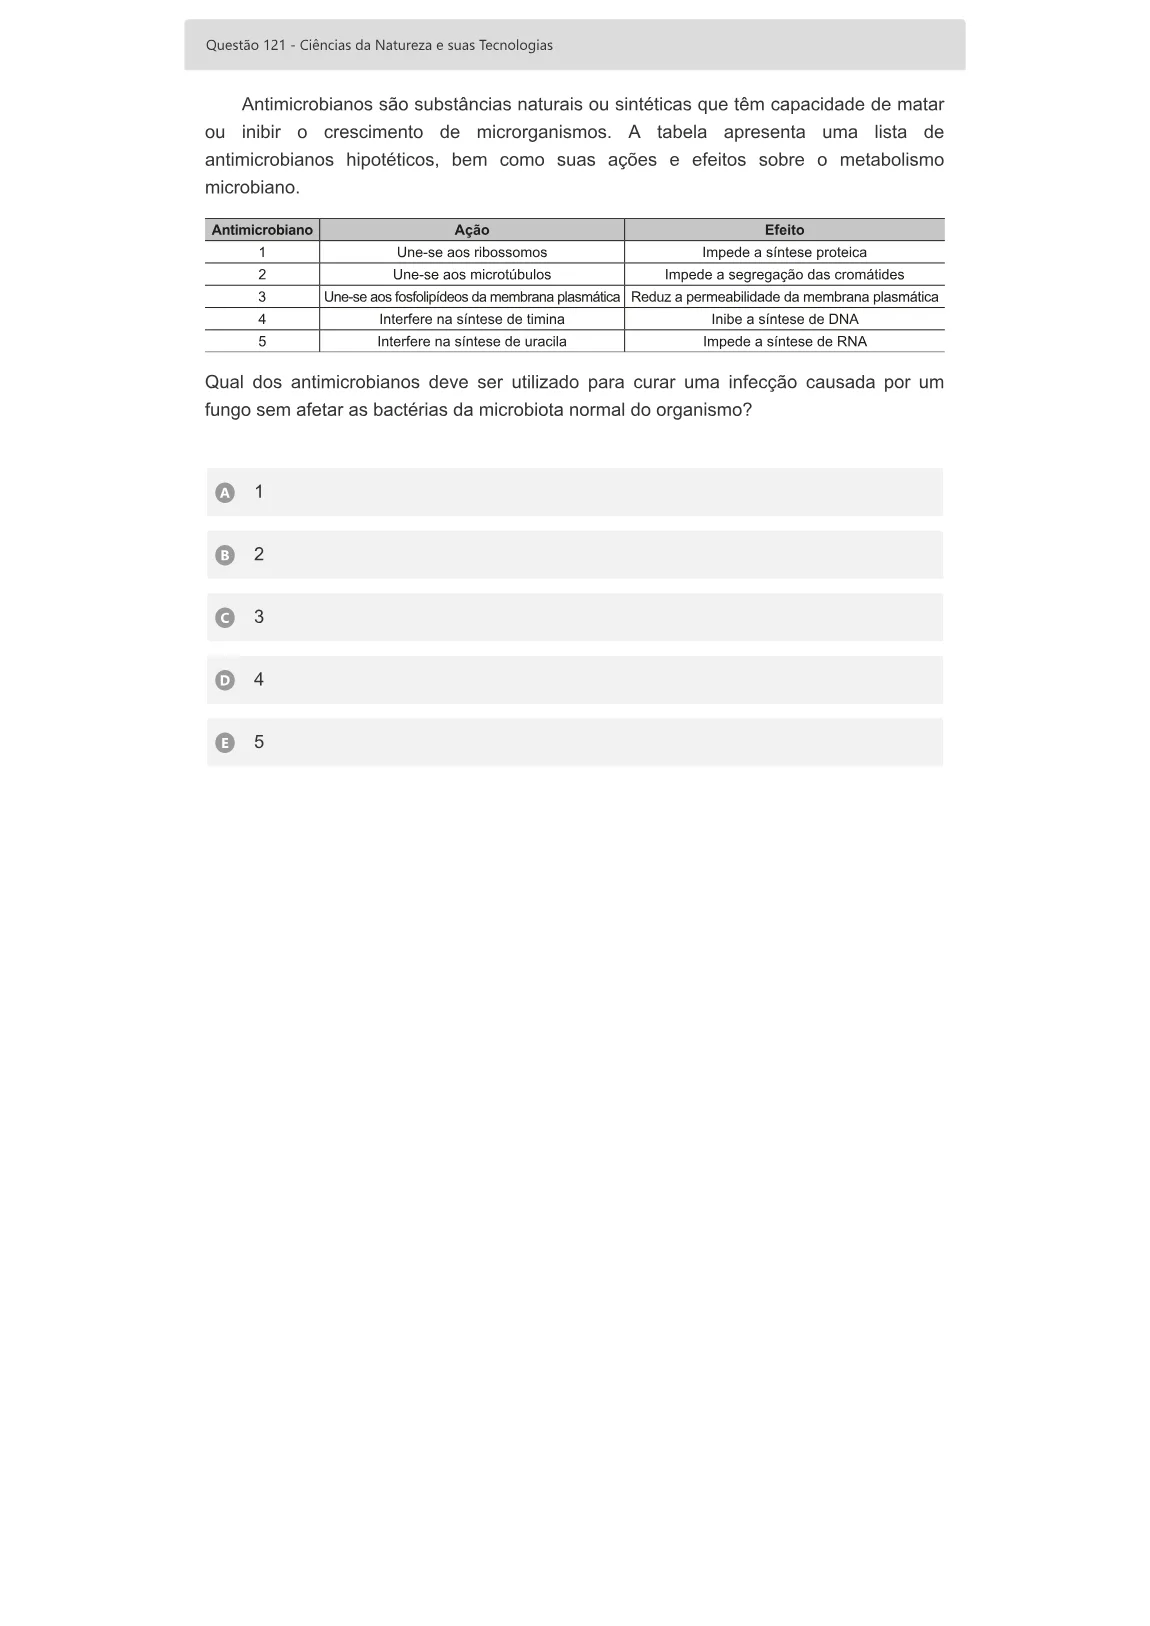 Questão 121 - Ciências da Natureza e suas Tecnologias
Antimicrobianos são substâncias naturais ou sintéticas que têm capacidade de matar
ou inibir o crescimento de microrganismos. A tabela apresenta uma lista de
antimicrobianos hipotéticos, bem como suas ações e efeitos sobre o metabolismo
microbiano.
Antimicrobiano Ação Efeito
1 Une-se aos ribossomos Impede a síntese proteica
2 Une-se aos microtúbulos Impede a segregação das cromátides
3 Une-se aos fosfolipídeos da membrana plasmática Reduz a permeabilidade da membrana plasmática
4 Interfere na síntese de timina Inibe a síntese de DNA
5 Interfere na síntese de uracila Impede a síntese de RNA
Qual dos antimicrobianos deve ser utilizado para curar uma infecção causada por um
fungo sem afetar as bactérias da microbiota normal do organismo?
A 1
B 2
C 3
D 4
E 5